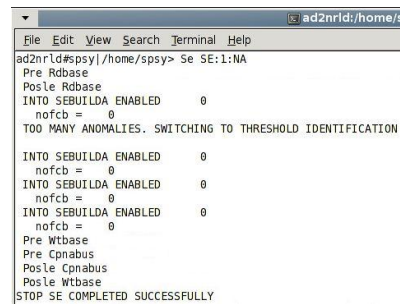 ad2nrld:/home/s
File Edit View Search Terminal Help
ad2nrld#spsy|/home/spsy> Se SE:1:NA
Pre Rdbase
Posle Rdbase
INTO SEBUILDA ENABLED 0
nofcb = 0
TOO MANY ANOMALIES. SWITCHING TO THRESHOLD IDENTIFICATION
INTO SEBUILDA ENABLED 0
nofcb = 0
INTO SEBUILDA ENABLED 0
nofcb = 0
INTO SEBUILDA ENABLED 0
nofcb = 0
Pre Wtbase
Pre Cpnabus
Posle Cpnabus
Posle Wtbase
STOP SE COMPLETED SUCCESSFULLY